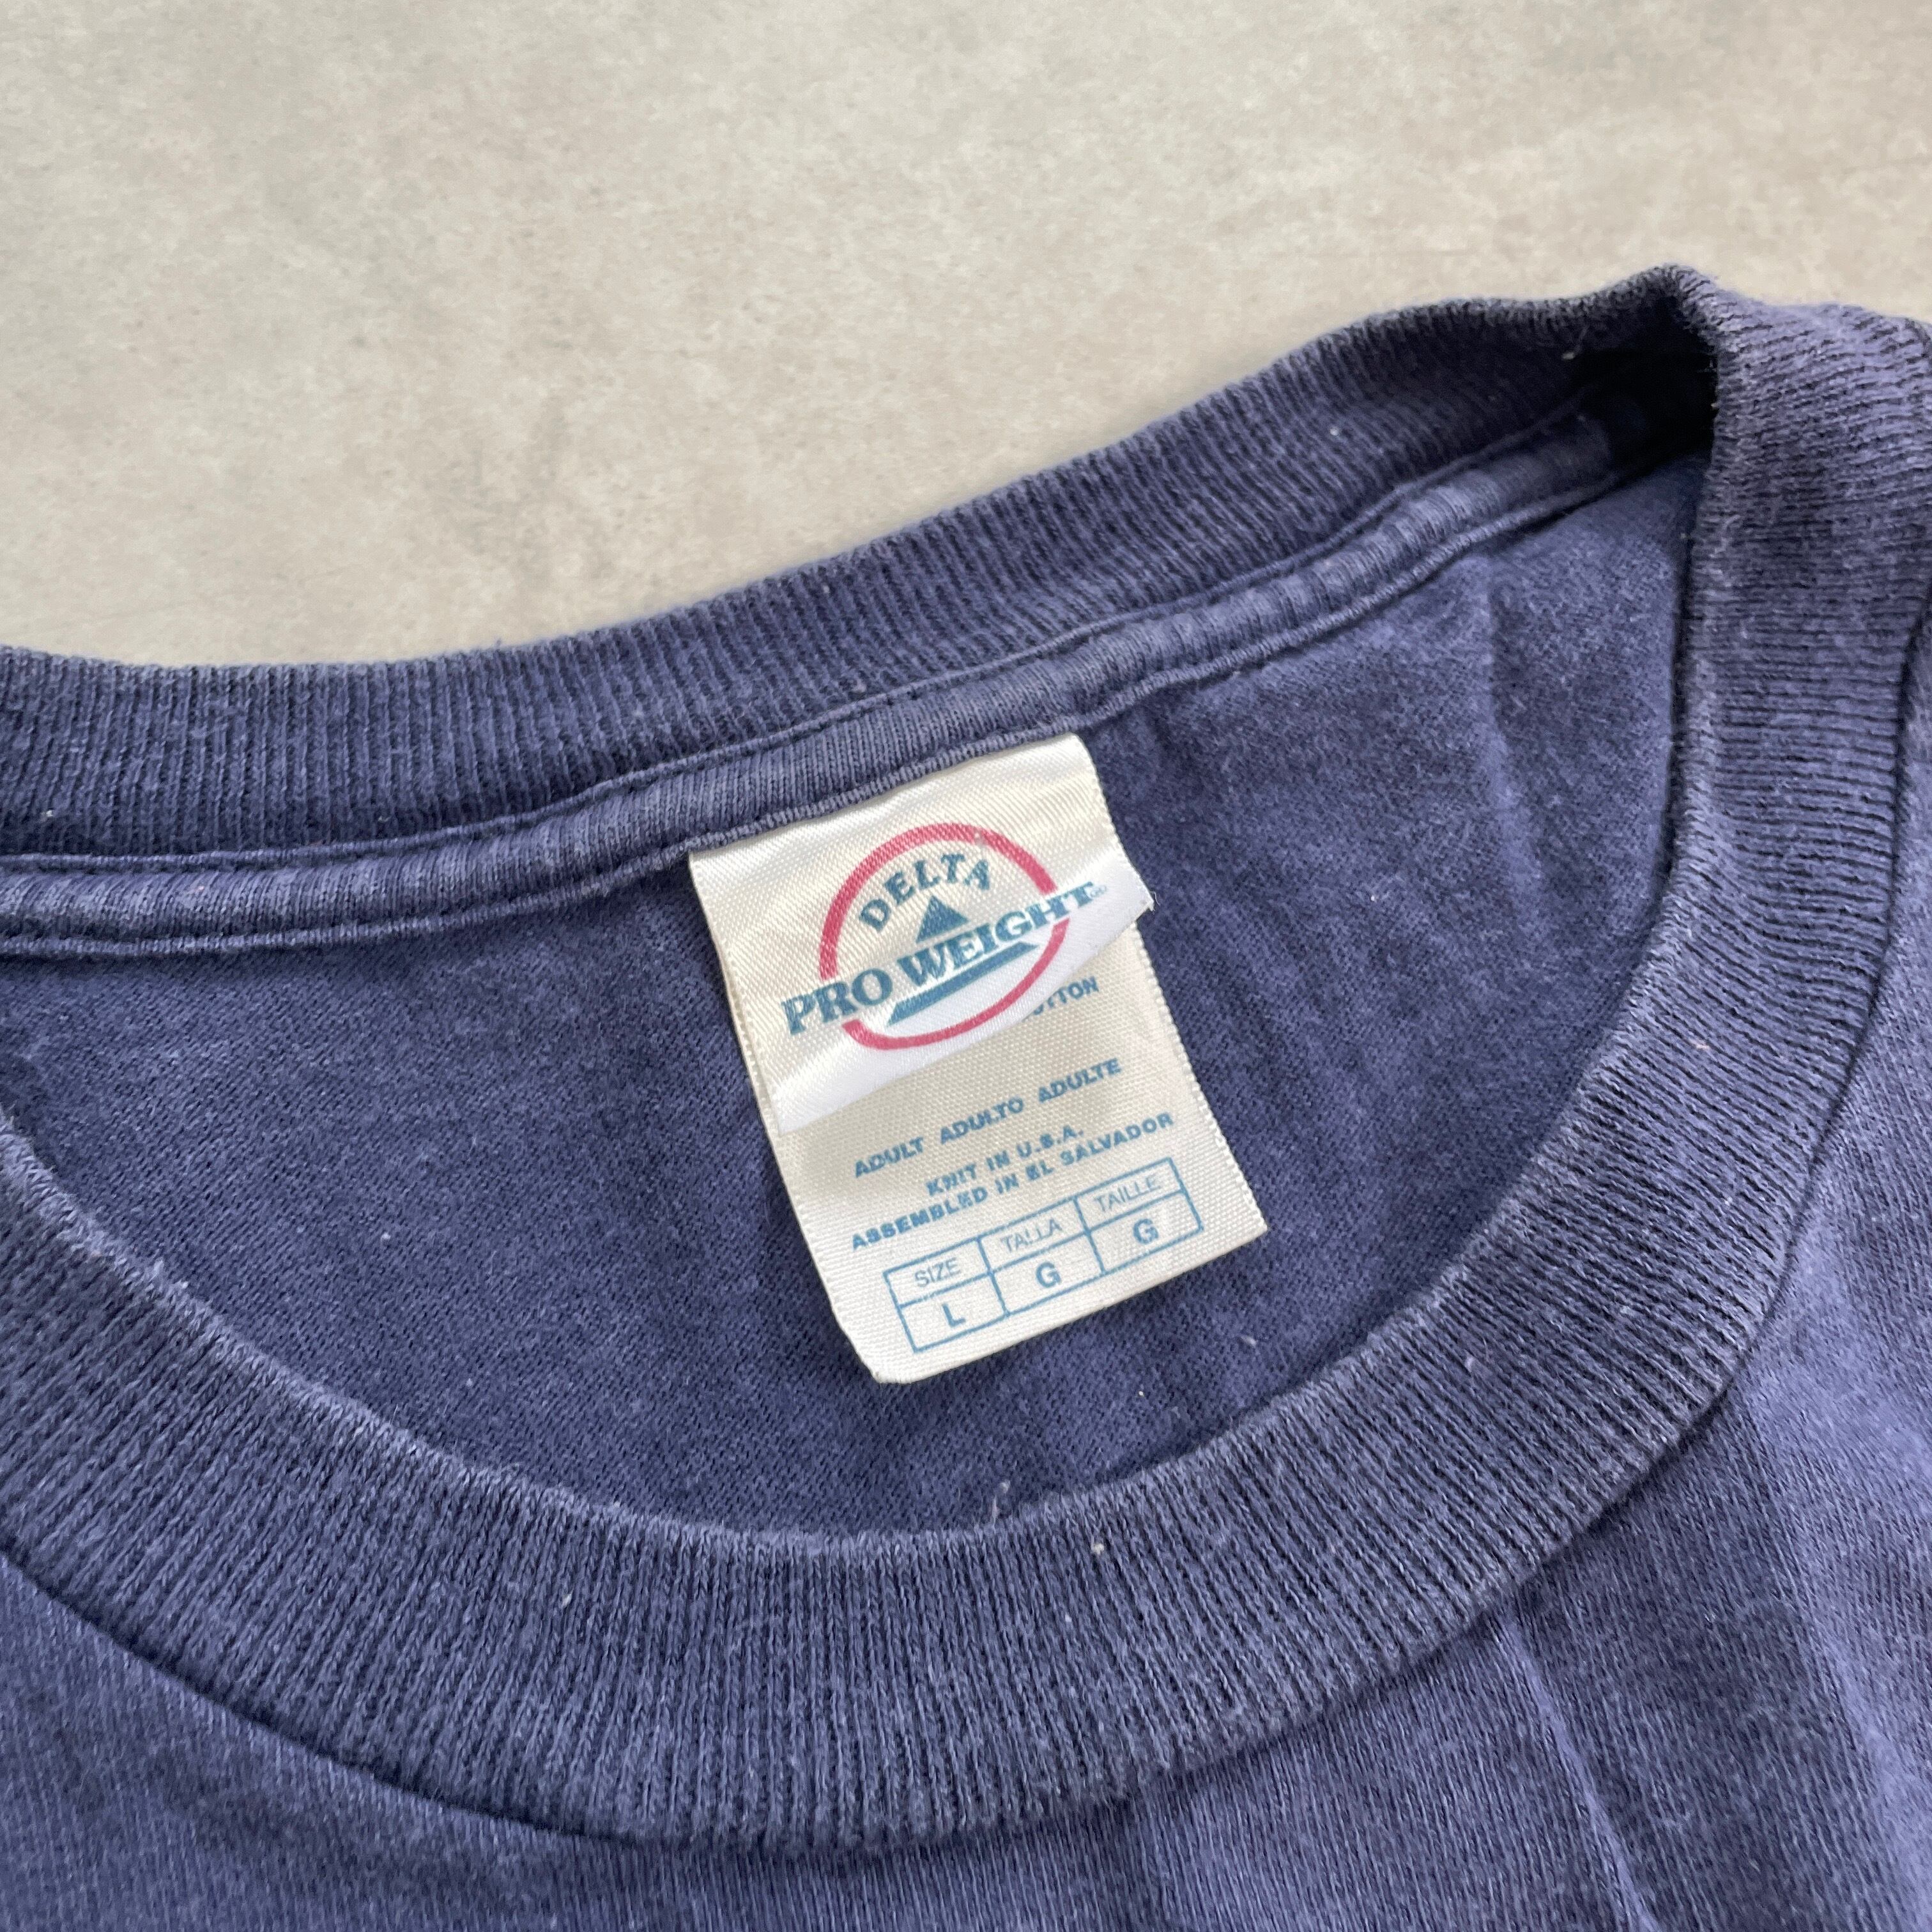 DELTA
PRO WEIGHT
ADULT ADULTO ADULTE
KNIT IN U.S.A.
ASSEMBLED IN EL SALVADOR
SIZE TALLA TAILLE
L G G